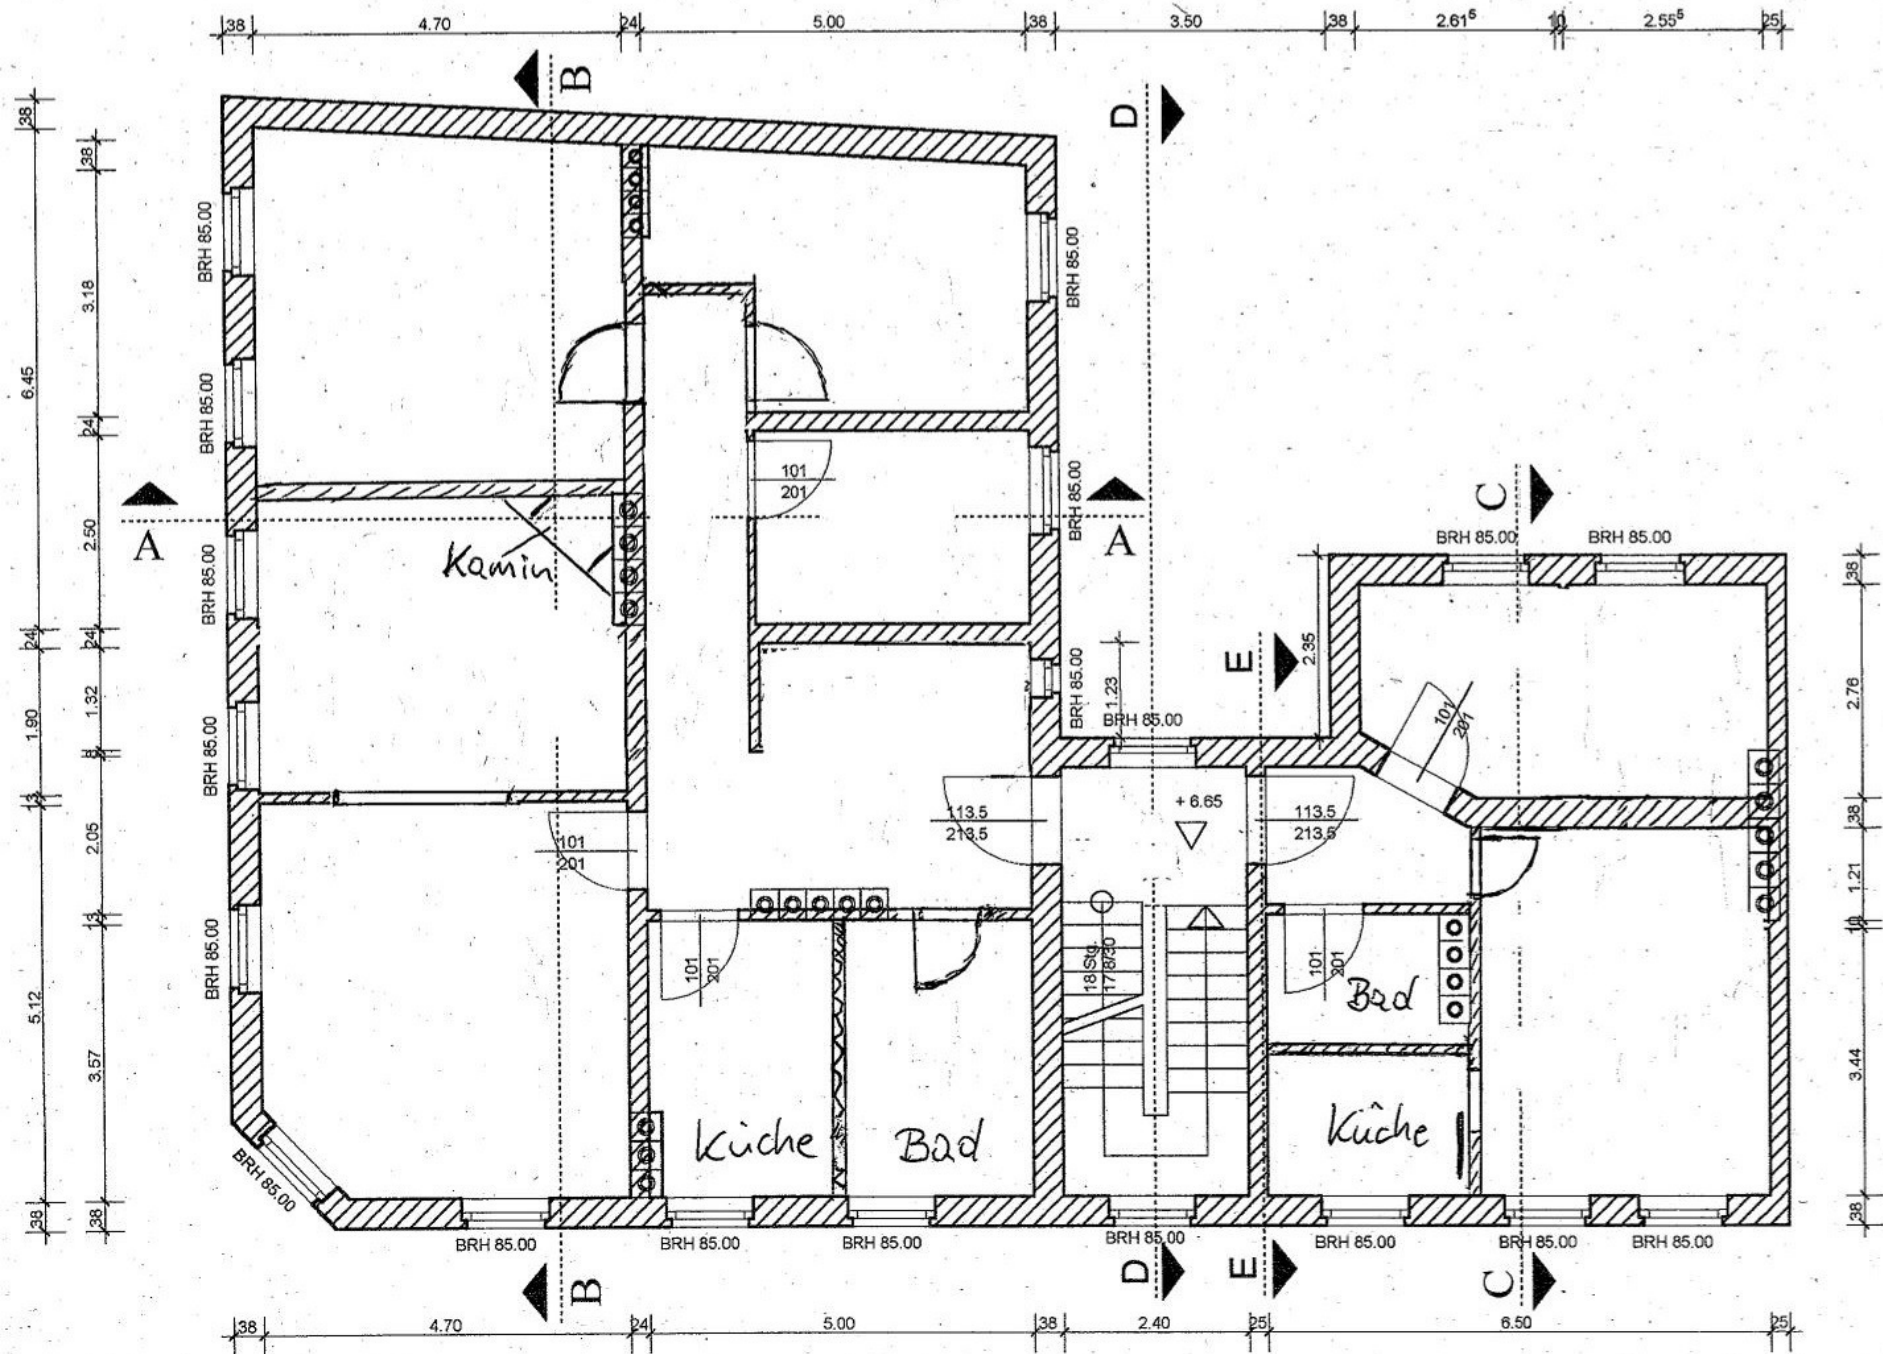 38 4.70 24 5.00 38 3.50 38 2.61⁵ 10 2.55⁵ 25
B
D
38
38
3.18
6.45
24
2.50
24
24
1.32
1.90
8
13
2.05
13
5.12
3.57
38
38
BRH 85.00
BRH 85.00
BRH 85.00
BRH 85.00
BRH 85.00
BRH 85.00
BRH 85.00
BRH 85.00
BRH 85.00
101
201
A
A
Kamin
C
BRH 85.00 BRH 85.00
E
2.35
1.23
BRH 85.00
101
201
38
2.76
38
1.21
10
3.44
38
+ 6.65
113.5
213.5
113.5
213.5
101
201
101
201
18 Stg.
17.8/30
101
201
Bad
Küche
Bad
Küche
BRH 85.00 BRH 85.00 BRH 85.00 BRH 85.00 BRH 85.00 BRH 85.00
B
D
E
C
38 4.70 24 5.00 38 2.40 25 6.50 25